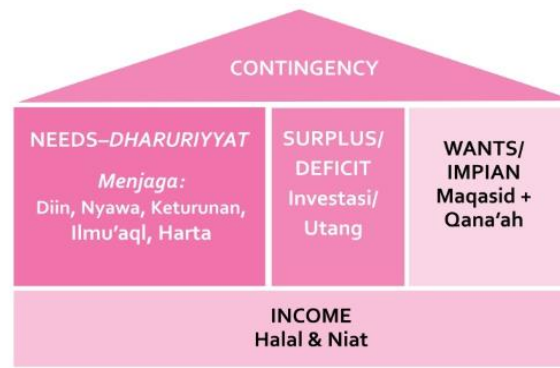 CONTINGENCY
NEEDS–DHARURIYYAT
Menjaga:
Diin, Nyawa, Keturunan,
Ilmu'aql, Harta
SURPLUS/
DEFICIT
Investasi/
Utang
WANTS/
IMPIAN
Maqasid +
Qana'ah
INCOME
Halal & Niat